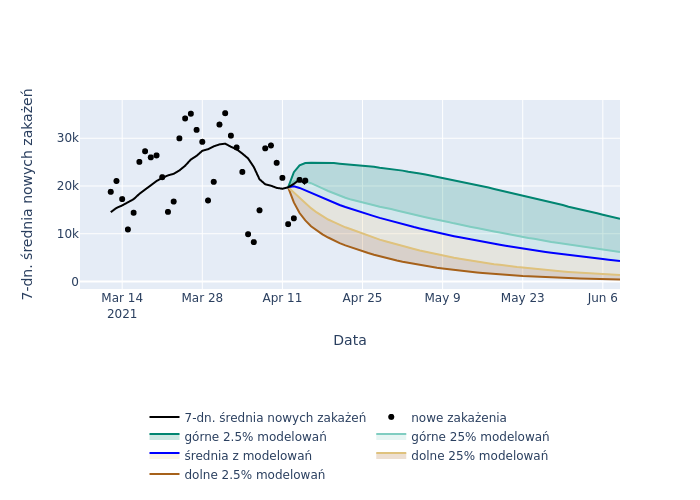 7-dn. średnia nowych zakażeń
30k
20k
10k
0
Mar 14
2021
Mar 28
Apr 11
Apr 25
May 9
May 23
Jun 6
Data
7-dn. średnia nowych zakażeń
nowe zakażenia
górne 2.5% modelowań
górne 25% modelowań
średnia z modelowań
dolne 25% modelowań
dolne 2.5% modelowań